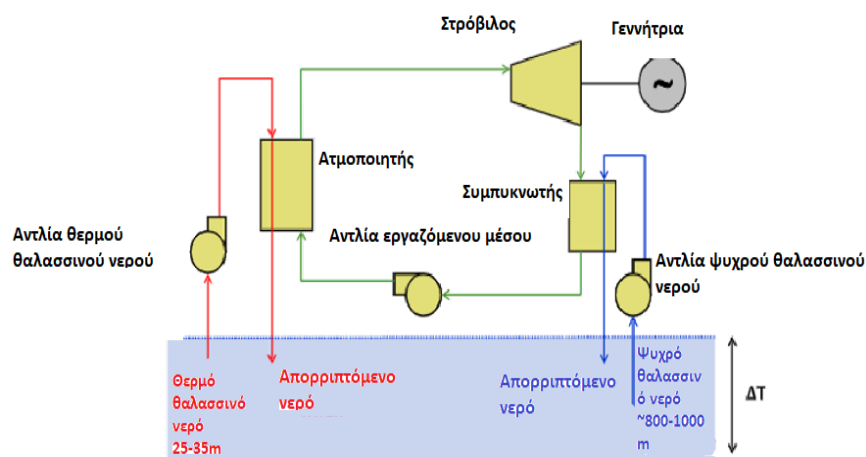 Στρόβιλος
Γεννήτρια
~
Ατμοποιητής
Συμπυκνωτής
Αντλία θερμού
θαλασσινού νερού
Αντλία εργαζόμενου μέσου
Αντλία ψυχρού θαλασσινού
νερού
Θερμό
θαλασσινό
νερό
25-35m
Απορριπτόμενο
νερό
Απορριπτόμενο
νερό
Ψυχρό
θαλασσιν
ό νερό
~800-1000
m
ΔΤ